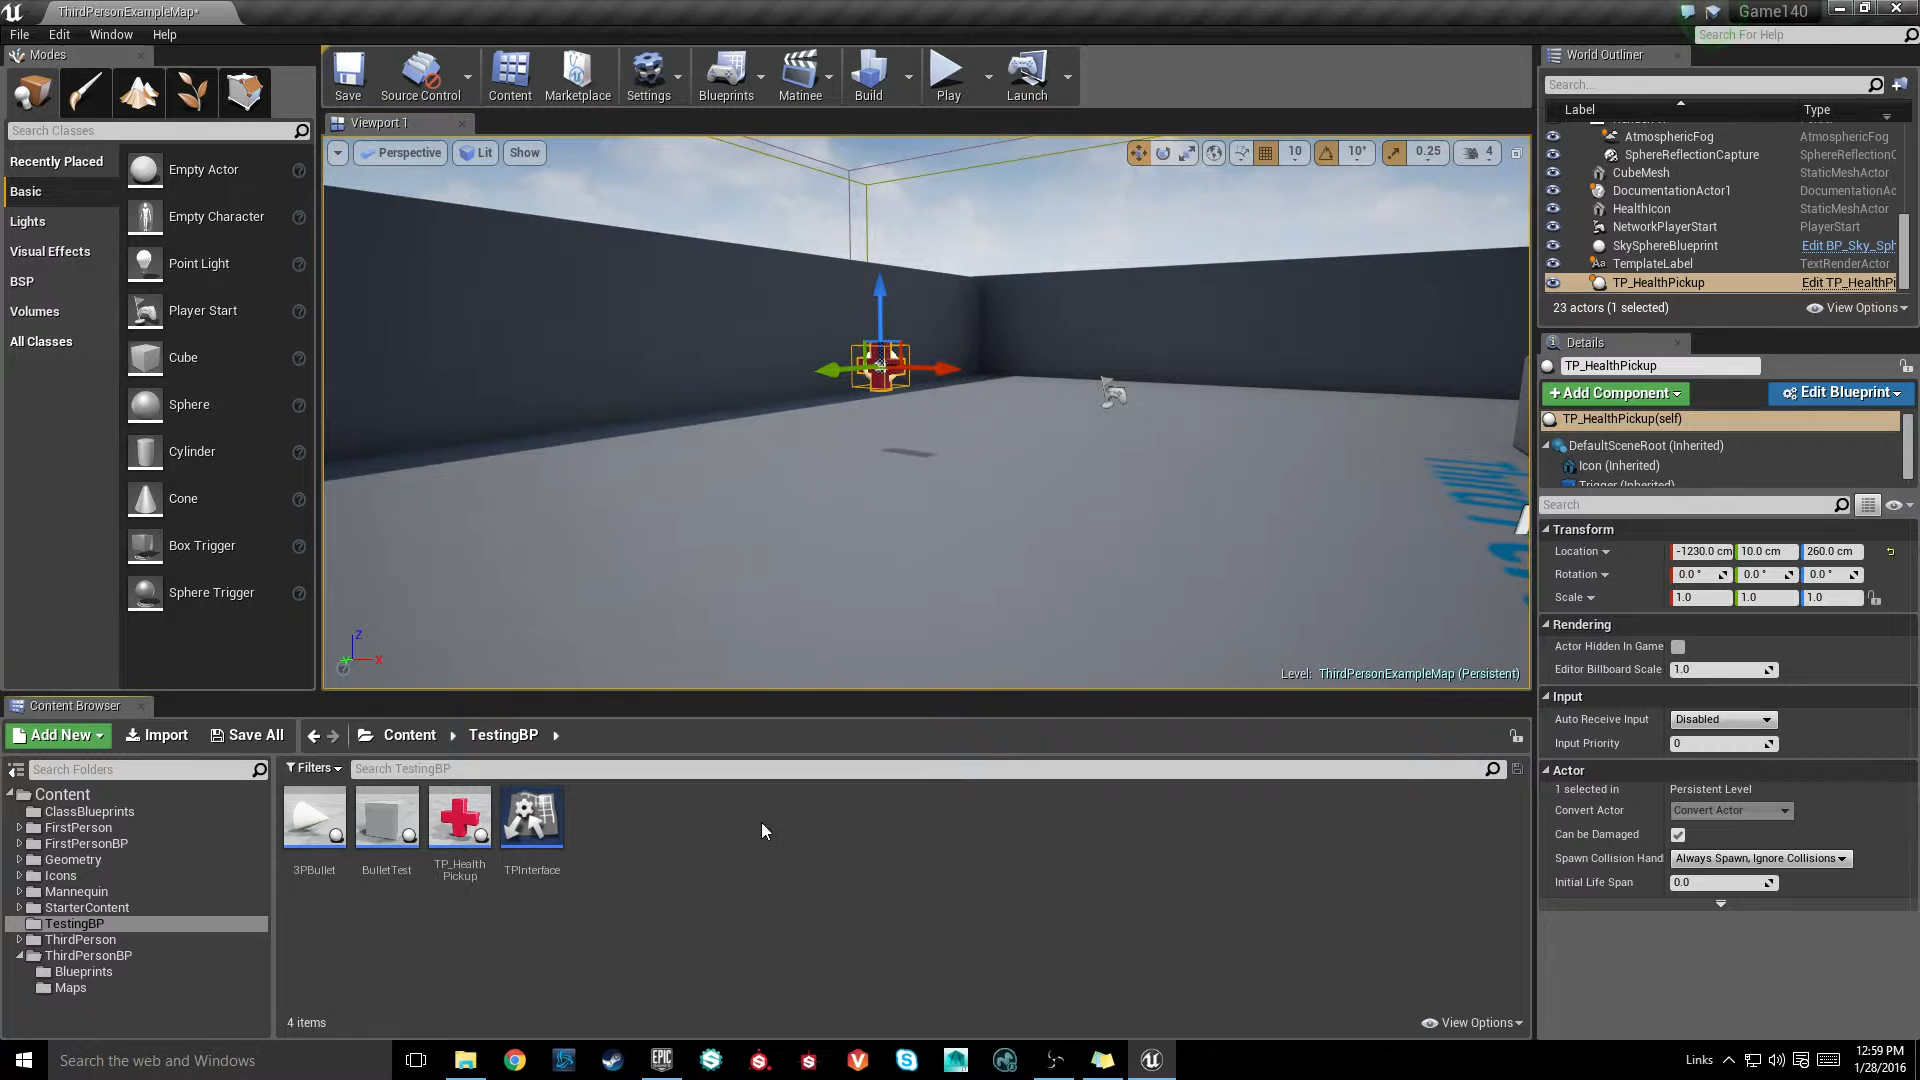 ThirdPersonExampleMap*
Game140
File Edit Window Help
Search For Help
Modes
Search Classes
Recently Placed
Basic
Lights
Visual Effects
BSP
Volumes
All Classes
Empty Actor
Empty Character
Point Light
Player Start
Cube
Sphere
Cylinder
Cone
Box Trigger
Sphere Trigger
Save
Source Control
Content
Marketplace
Settings
Blueprints
Matinee
Build
Play
Launch
Viewport 1
Perspective
Lit
Show
10
10°
0.25
4
Z
X
Level: ThirdPersonExampleMap (Persistent)
World Outliner
Search...
Label Type
AtmosphericFog AtmosphericFog
SphereReflectionCapture SphereReflectionC
CubeMesh StaticMeshActor
DocumentationActor1 DocumentationAc
HealthIcon StaticMeshActor
NetworkPlayerStart PlayerStart
SkySphereBlueprint Edit BP_Sky_Sph
TemplateLabel TextRenderActor
TP_HealthPickup Edit TP_HealthPi
23 actors (1 selected)
View Options
Details
TP_HealthPickup
+Add Component
Edit Blueprint
TP_HealthPickup(self)
DefaultSceneRoot (Inherited)
Icon (Inherited)
Trigger (Inherited)
Search
Transform
Location -1230.0 cm 10.0 cm 260.0 cm
Rotation 0.0 ° 0.0 ° 0.0 °
Scale 1.0 1.0 1.0
Rendering
Actor Hidden In Game
Editor Billboard Scale 1.0
Input
Auto Receive Input Disabled
Input Priority 0
Actor
1 selected in Persistent Level
Convert Actor Convert Actor
Can be Damaged
Spawn Collision Hand Always Spawn, Ignore Collisions
Initial Life Span 0.0
Content Browser
Add New
Import
Save All
Content
TestingBP
Search Folders
Filters
Search TestingBP
Content
ClassBlueprints
FirstPerson
FirstPersonBP
Geometry
Icons
Mannequin
StarterContent
TestingBP
ThirdPerson
ThirdPersonBP
Blueprints
Maps
3PBullet
BulletTest
TP_Health
Pickup
TPInterface
4 items
View Options
Search the web and Windows
EPIC
GAMES
Links
12:59 PM
1/28/2016